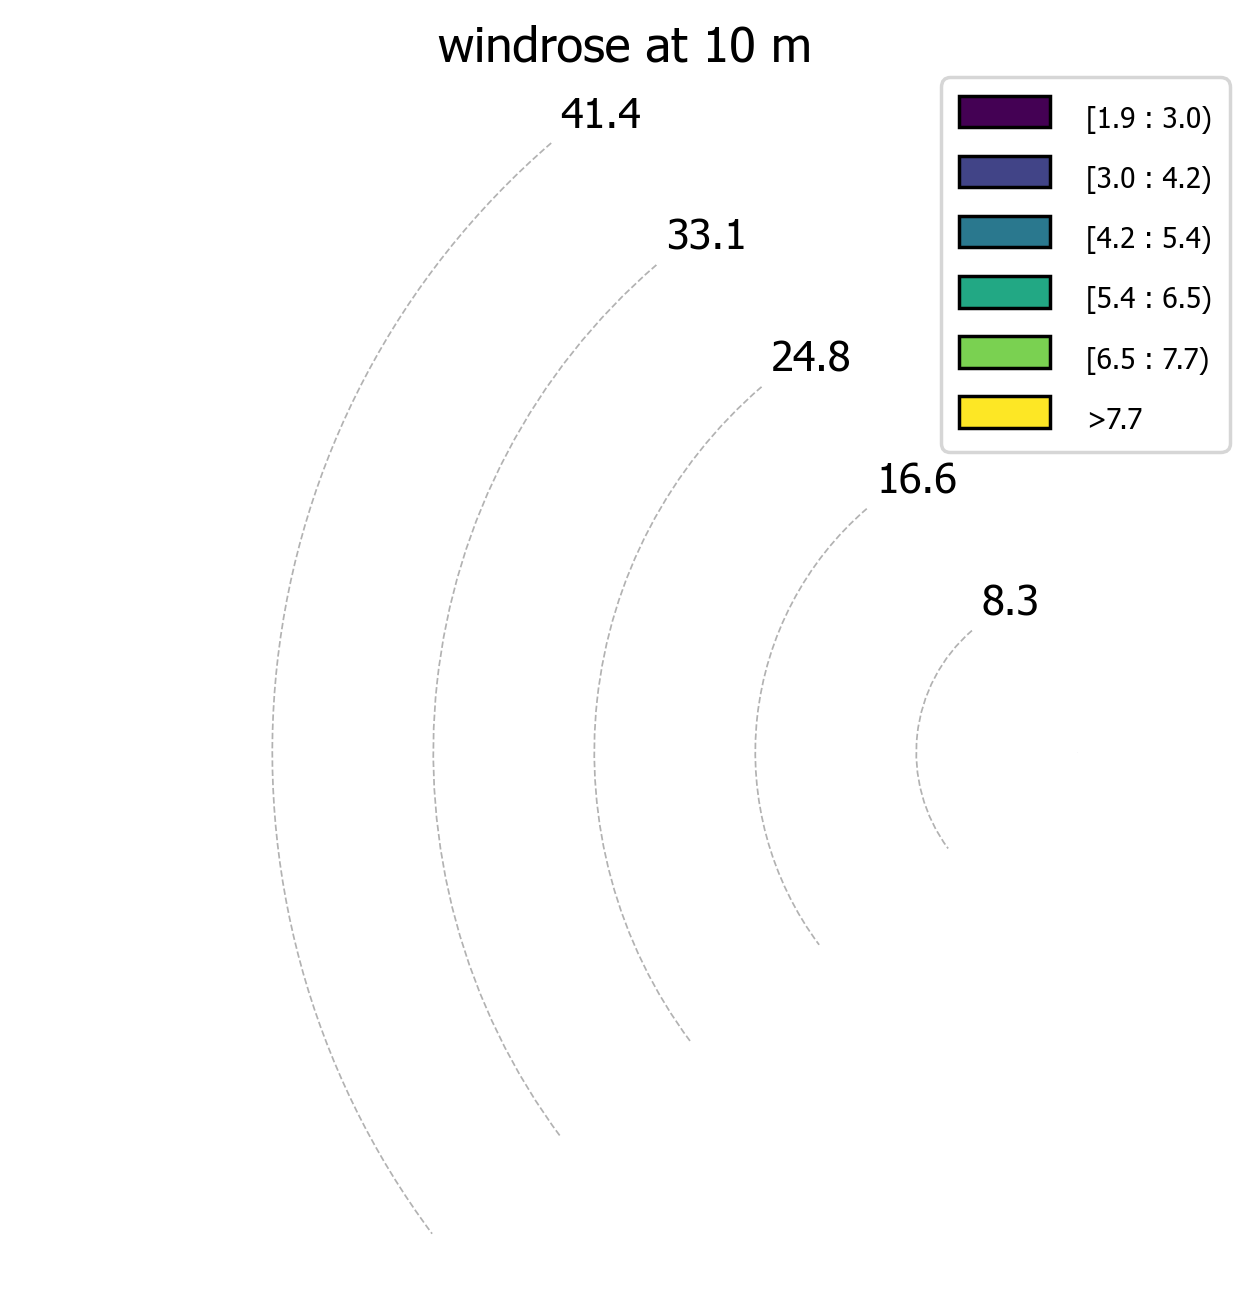 windrose at 10 m
41.4
33.1
24.8
16.6
8.3
[1.9 : 3.0)
[3.0 : 4.2)
[4.2 : 5.4)
[5.4 : 6.5)
[6.5 : 7.7)
>7.7